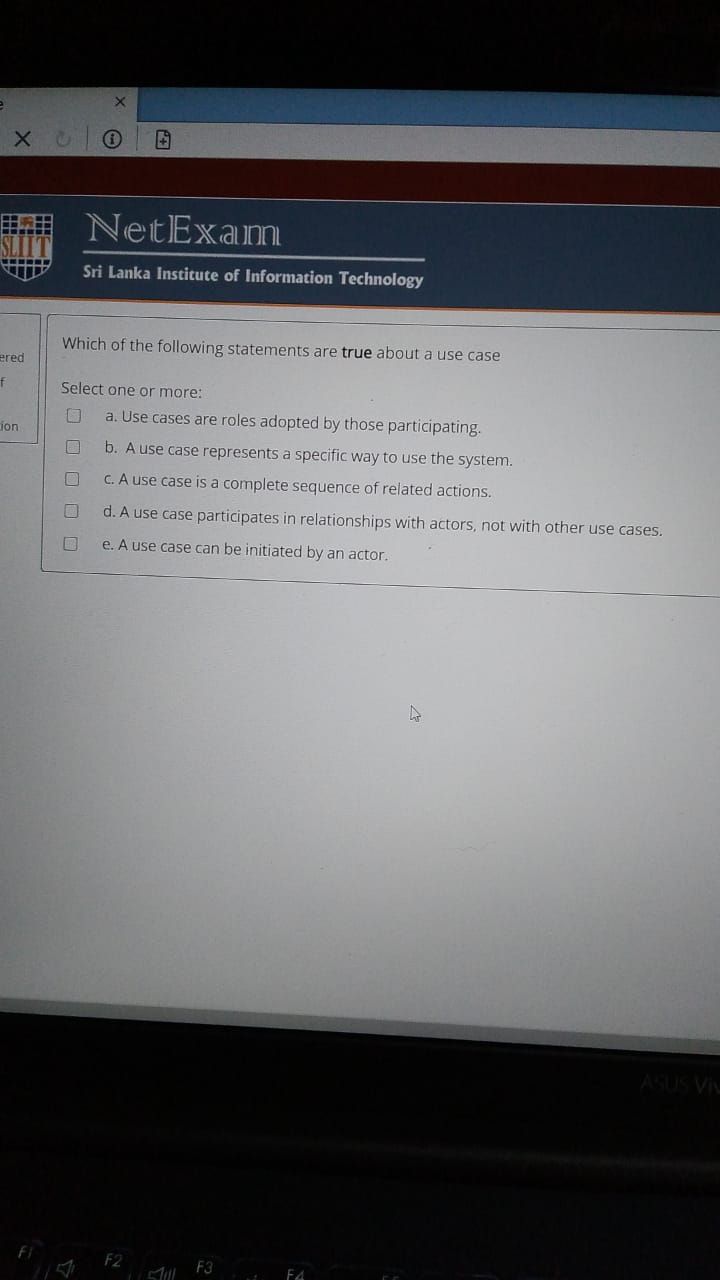 SLIIT
NetExam
Sri Lanka Institute of Information Technology
ered
f
ion
Which of the following statements are true about a use case
Select one or more:
a. Use cases are roles adopted by those participating.
b. A use case represents a specific way to use the system.
c. A use case is a complete sequence of related actions.
d. A use case participates in relationships with actors, not with other use cases.
e. A use case can be initiated by an actor.
ASUS Vi
F1
F2
F3
F4